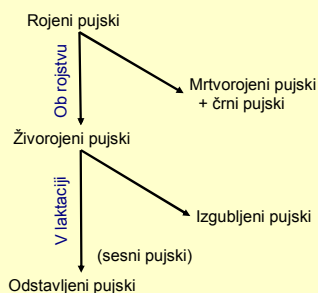 Rojeni pujski
Ob rojstvu
Mrtvorojeni pujski
+ črni pujski
Živorojeni pujski
V laktaciji
Izgubljeni pujski
(sesni pujski)
Odstavljeni pujski